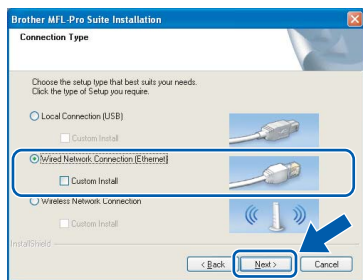 Brother MFL-Pro Suite Installation
Connection Type
Choose the setup type that best suits your needs.
Click the type of Setup you require.
Local Connection (USB)
Custom Install
Wired Network Connection (Ethernet)
Custom Install
Wireless Network Connection
Custom Install
InstallShield
< Back Next > Cancel